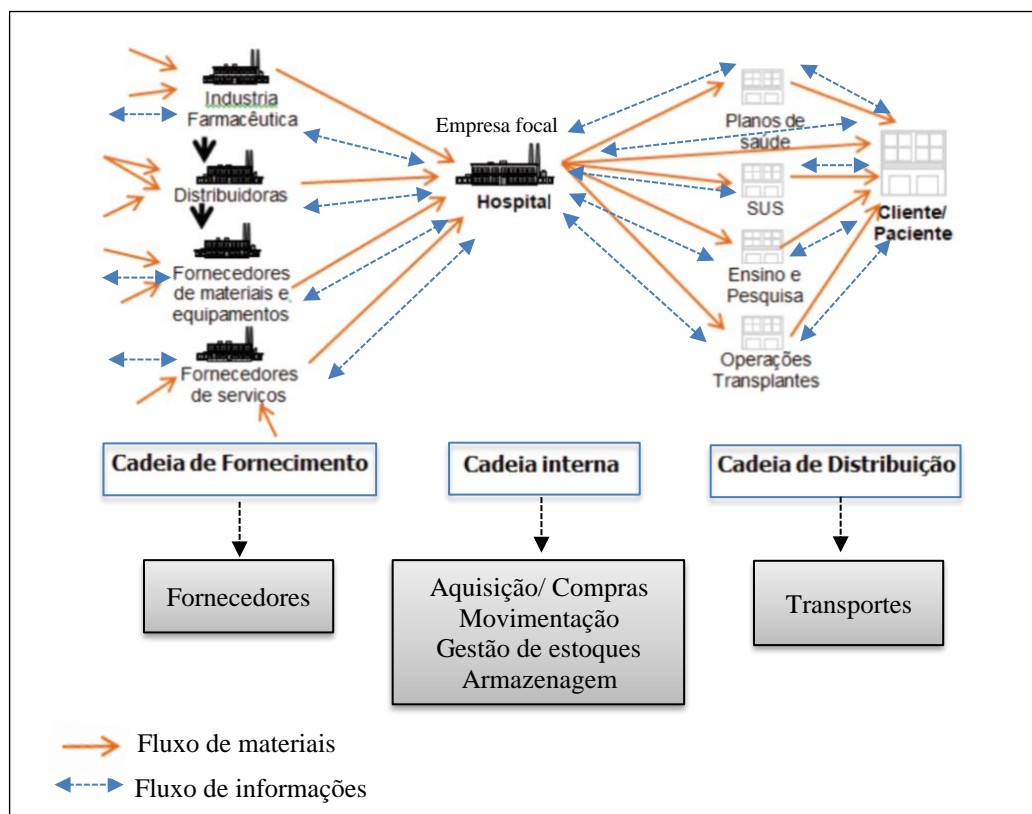 Industria
Farmacêutica
Distribuidoras
Fornecedores
de materiais e
equipamentos
Fornecedores
de serviços
Empresa focal
Hospital
Planos de
saúde
SUS
Ensino e
Pesquisa
Operações
Transplantes
Cliente/
Paciente
Cadeia de Fornecimento
Cadeia interna
Cadeia de Distribuição
Fornecedores
Aquisição/ Compras
Movimentação
Gestão de estoques
Armazenagem
Transportes
Fluxo de materiais
Fluxo de informações